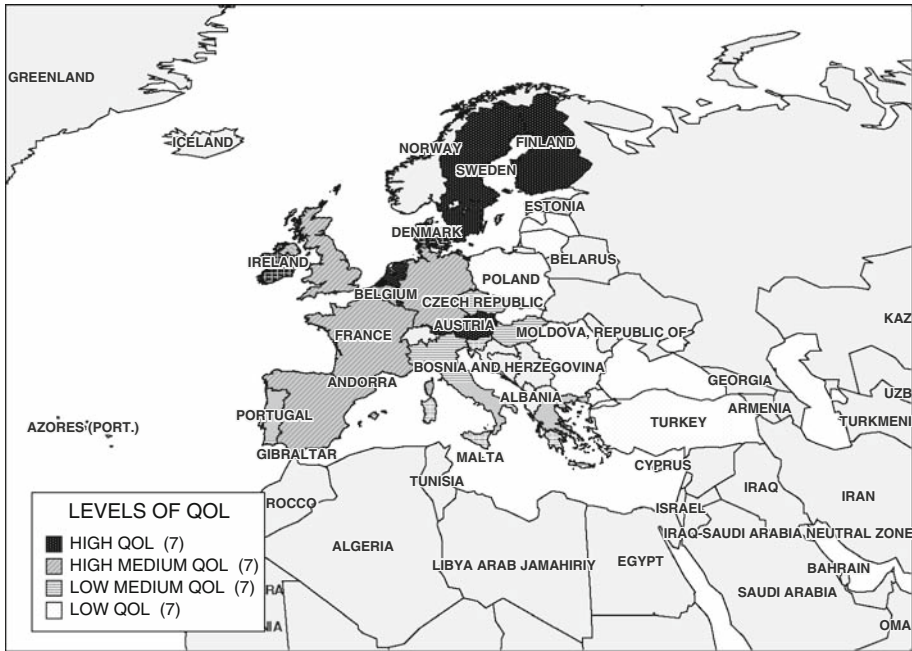 GREENLAND
ICELAND
NORWAY
FINLAND
SWEDEN
ESTONIA
DENMARK
BELARUS
IRELAND
POLAND
BELGIUM
CZECH REPUBLIC
KAZ
AUSTRIA
MOLDOVA, REPUBLIC OF
FRANCE
BOSNIA AND HERZEGOVINA
ANDORRA
GEORGIA
UZB
ALBANIA
ARMENIA
PORTUGAL
TURKEY
TURKMENI
AZORES (PORT.)
GIBRALTAR
MALTA
CYPRUS
TUNISIA
IRAQ
IRAN
ROCCO
ISRAEL
IRAQ-SAUDI ARABIA NEUTRAL ZONE
ALGERIA
LIBYA ARAB JAMAHIRIY
EGYPT
BAHRAIN
SAUDI ARABIA
OMA
LEVELS OF QOL
HIGH QOL (7)
HIGH MEDIUM QOL (7)
LOW MEDIUM QOL (7)
LOW QOL (7)
ARA
NIA